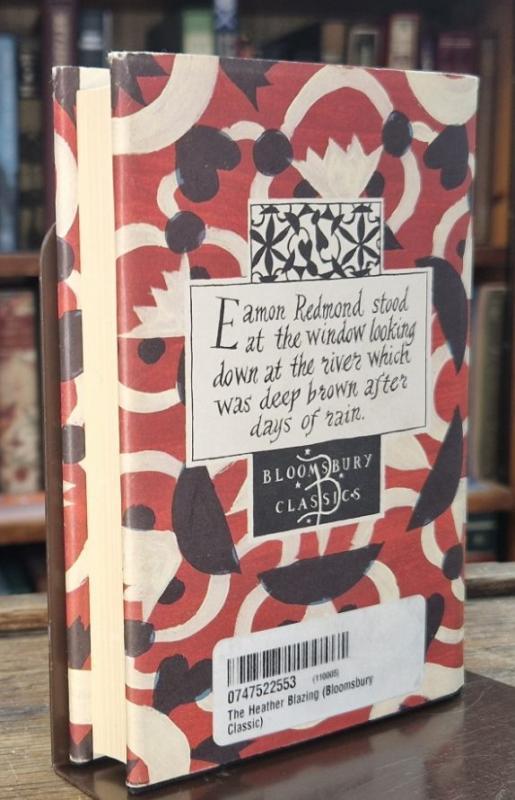 Eamon Redmond stood
at the window looking
down at the river which
was deep brown after
days of rain.
BLOOMSBURY
CLASSICS
0747522553 (110005)
The Heather Blazing (Bloomsbury
Classic)